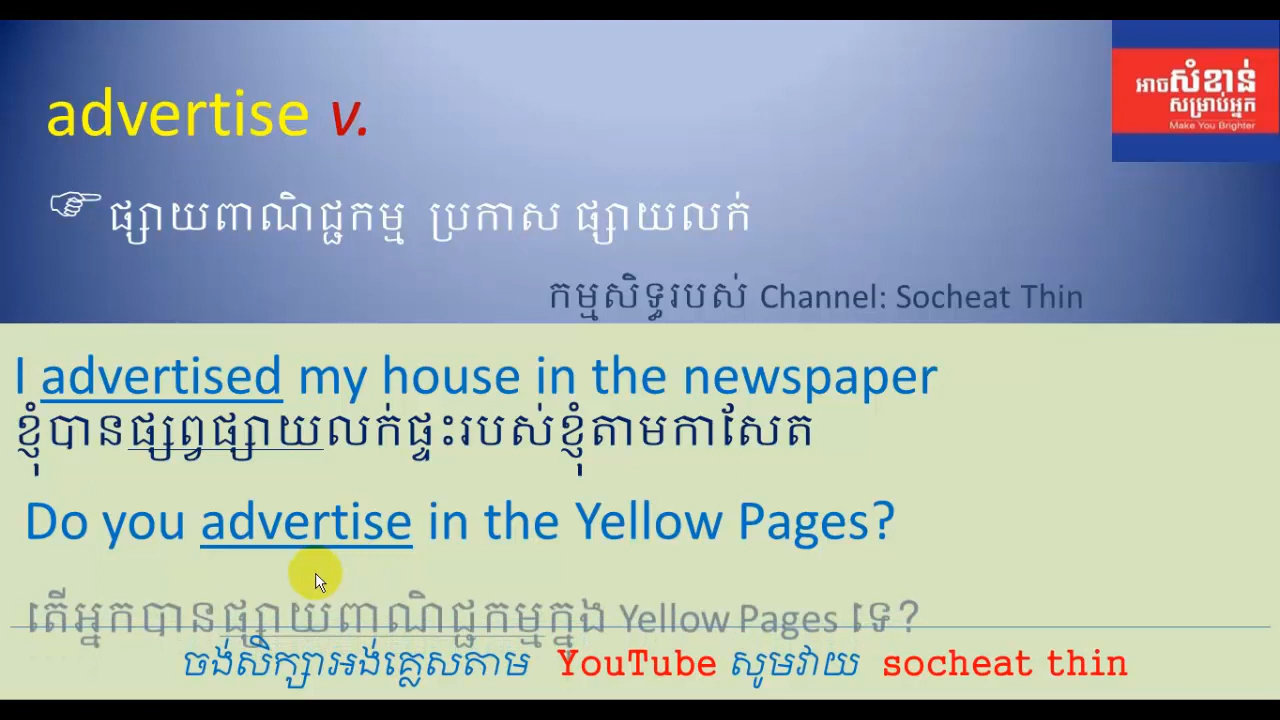 advertise v.
អាចសំខាន់
សម្រាប់អ្នក
Make You Brighter
☞ផ្សាយពាណិជ្ជកម្ម ប្រកាស ផ្សាយលក់
កម្មសិទ្ធរបស់ Channel: Socheat Thin
I advertised my house in the newspaper
ខ្ញុំបានផ្សព្វផ្សាយលក់ផ្ទះរបស់ខ្ញុំតាមកាសែត
Do you advertise in the Yellow Pages?
តើអ្នកបានផ្សាយពាណិជ្ជកម្មក្នុង Yellow Pages ទេ?
ចង់សិក្សាអង់គ្លេសតាម YouTube សូមវាយ socheat thin